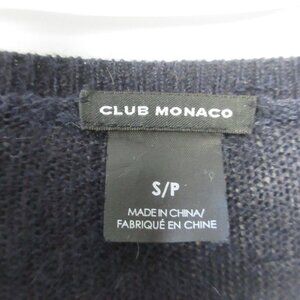 CLUB MONACO
S/P
MADE IN CHINA/
FABRIQUÉ EN CHINE